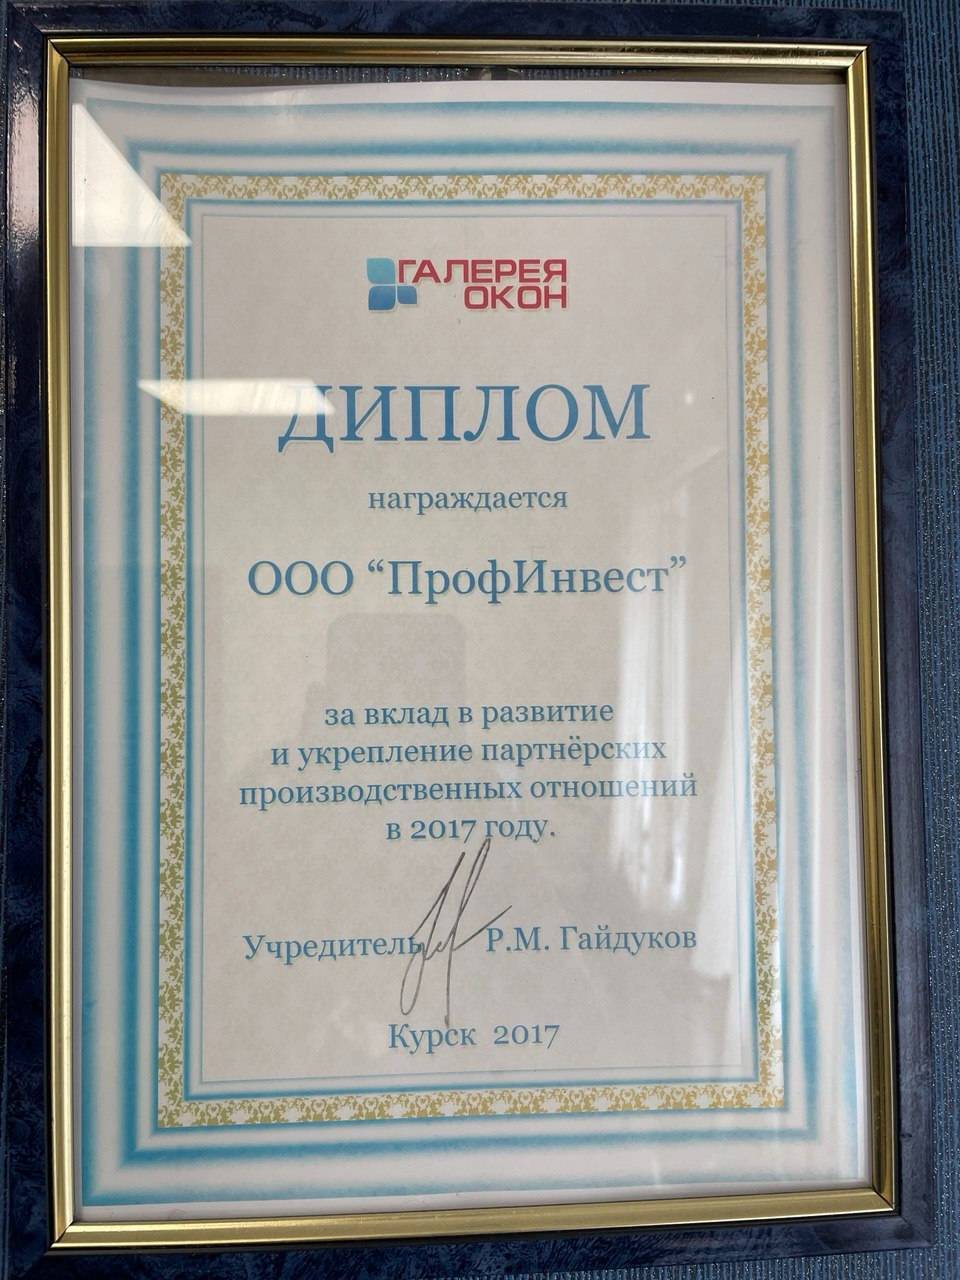 ГАЛЕРЕЯ
ОКОН
ДИПЛОМ
награждается
ООО “ПрофИнвест”
за вклад в развитие
и укрепление партнёрских
производственных отношений
в 2017 году.
Учредитель Р.М. Гайдуков
Курск 2017